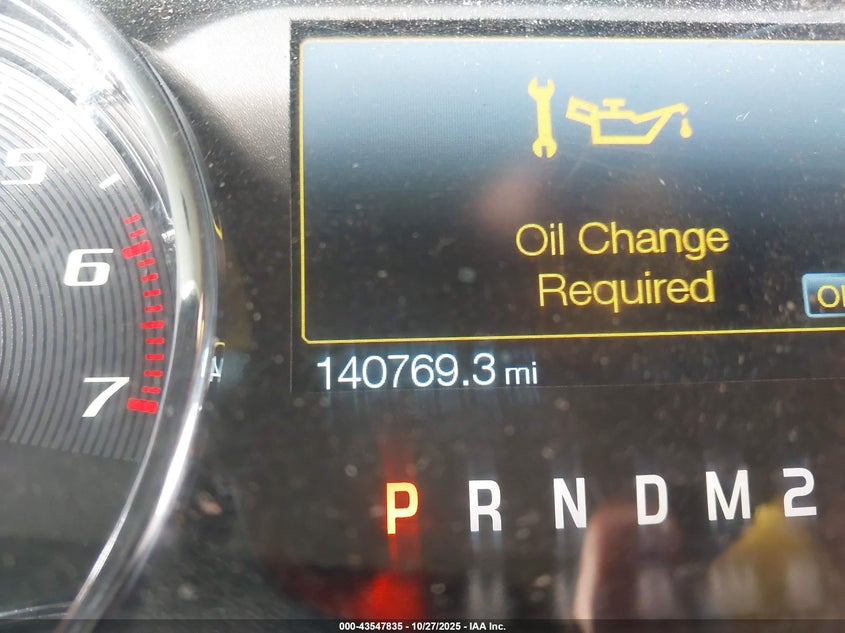 5
6
7
Oil Change
Required
140769.3 mi
P R N D M 2
000-43547835 - 10/27/2025 - IAA Inc.